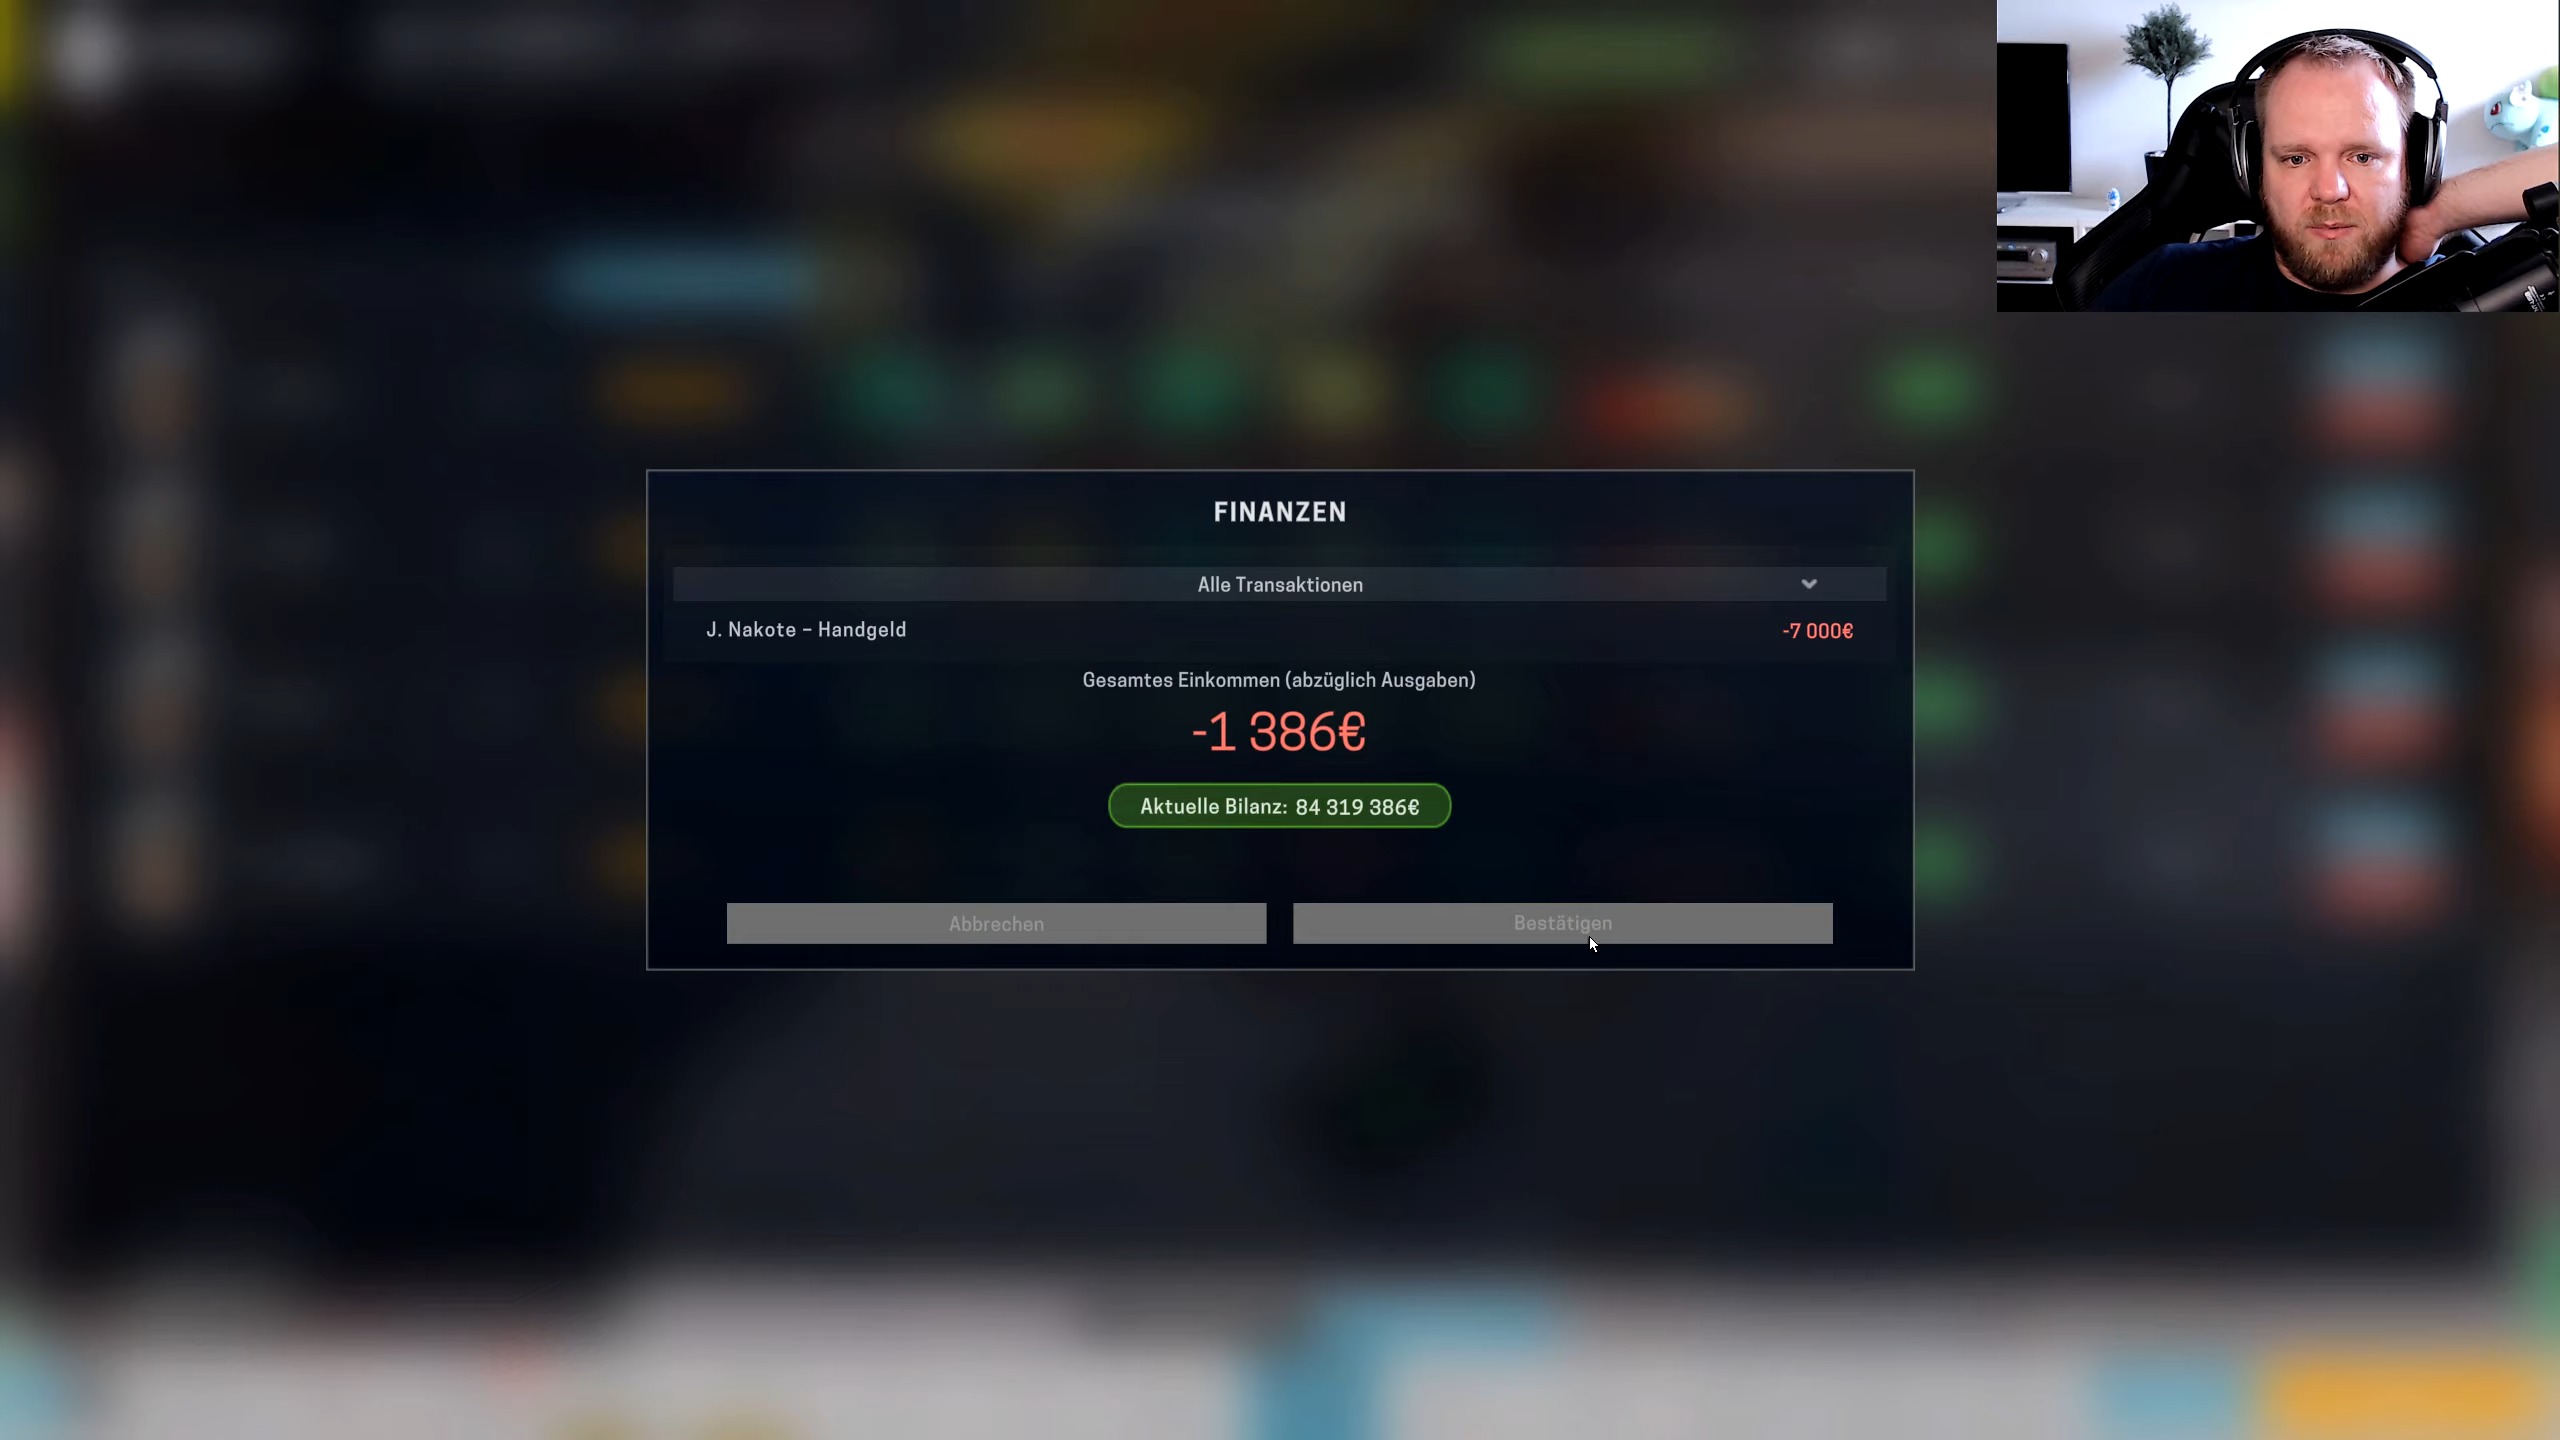 FINANZEN
Alle Transaktionen
J. Nakote – Handgeld -7 000€
Gesamtes Einkommen (abzüglich Ausgaben)
-1 386€
Aktuelle Bilanz: 84 319 386€
Abbrechen Bestätigen